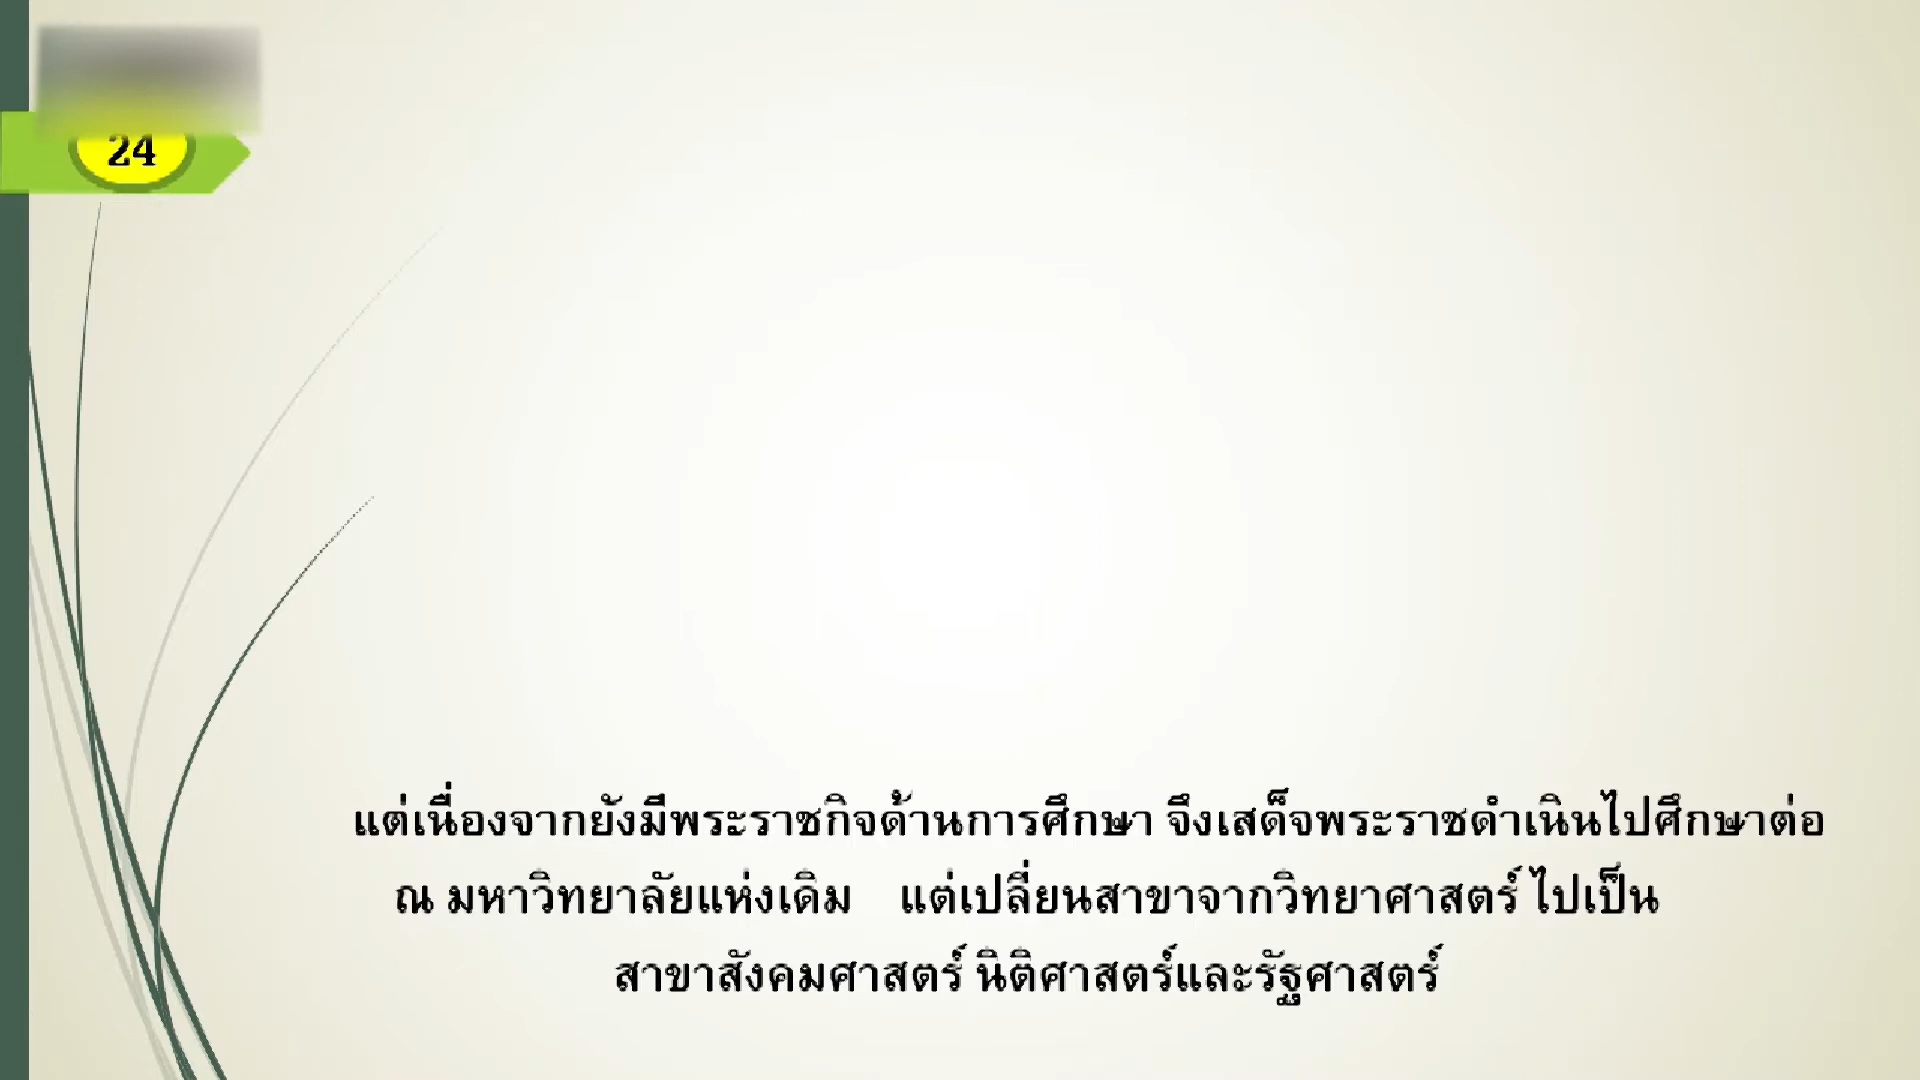 24
แต่เนื่องจากยังมีพระราชกิจด้านการศึกษา จึงเสด็จพระราชดำเนินไปศึกษาต่อ
ณ มหาวิทยาลัยแห่งเดิม แต่เปลี่ยนสาขาจากวิทยาศาสตร์ ไปเป็น
สาขาสังคมศาสตร์ นิติศาสตร์และรัฐศาสตร์